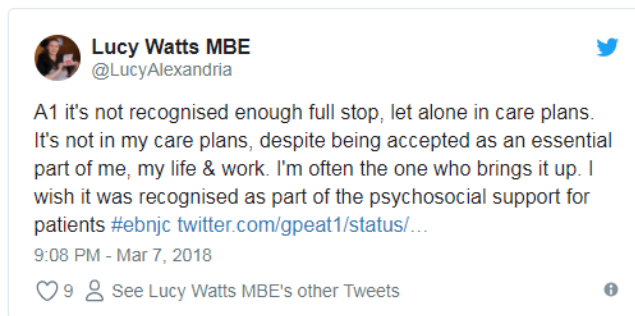 Lucy Watts MBE
@LucyAlexandria
A1 it's not recognised enough full stop, let alone in care plans.
It's not in my care plans, despite being accepted as an essential
part of me, my life & work. I'm often the one who brings it up. I
wish it was recognised as part of the psychosocial support for
patients #ebnjc twitter.com/gpeat1/status/…
9:08 PM - Mar 7, 2018
9 See Lucy Watts MBE's other Tweets